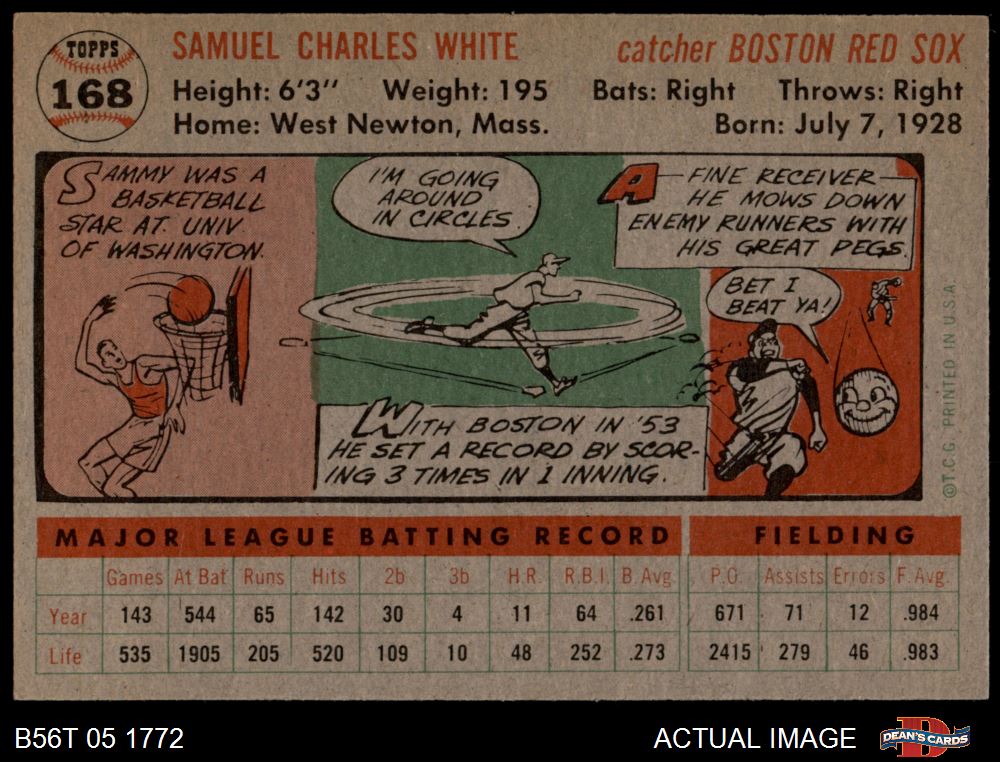 TOPPS
168
SAMUEL CHARLES WHITE
catcher BOSTON RED SOX
Height: 6'3" Weight: 195 Bats: Right Throws: Right
Home: West Newton, Mass. Born: July 7, 1928
SAMMY WAS A
BASKETBALL
STAR AT. UNIV
OF WASHINGTON.
I'M GOING
AROUND
IN CIRCLES
WITH BOSTON IN '53
HE SET A RECORD BY SCOR-
ING 3 TIMES IN 1 INNING.
A FINE RECEIVER—
HE MOWS DOWN
ENEMY RUNNERS WITH
HIS GREAT PEGS.
BET I
BEAT YA!
©T.C.G. PRINTED IN U.S.A.
MAJOR LEAGUE BATTING RECORD FIELDING
Games At Bat Runs Hits 2b 3b H.R. R.B.I. B.Avg. P.O. Assists Errors F.Avg.
Year 143 544 65 142 30 4 11 64 .261 671 71 12 .984
Life 535 1905 205 520 109 10 48 252 .273 2415 279 46 .983
B56T 05 1772
ACTUAL IMAGE
D
DEAN'S CARDS